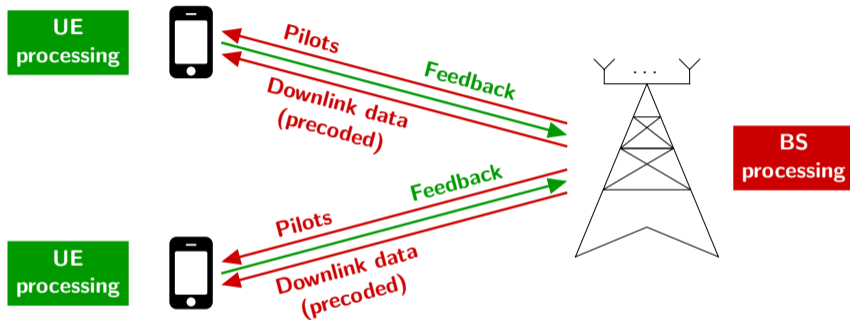 UE
processing
Pilots
Feedback
Downlink data
(precoded)
...
BS
processing
Feedback
Pilots
Downlink data
(precoded)
UE
processing